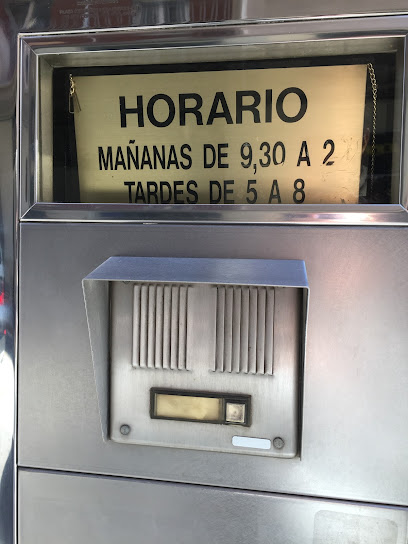 HORARIO
MAÑANAS DE 9,30 A 2
TARDES DE 5 A 8